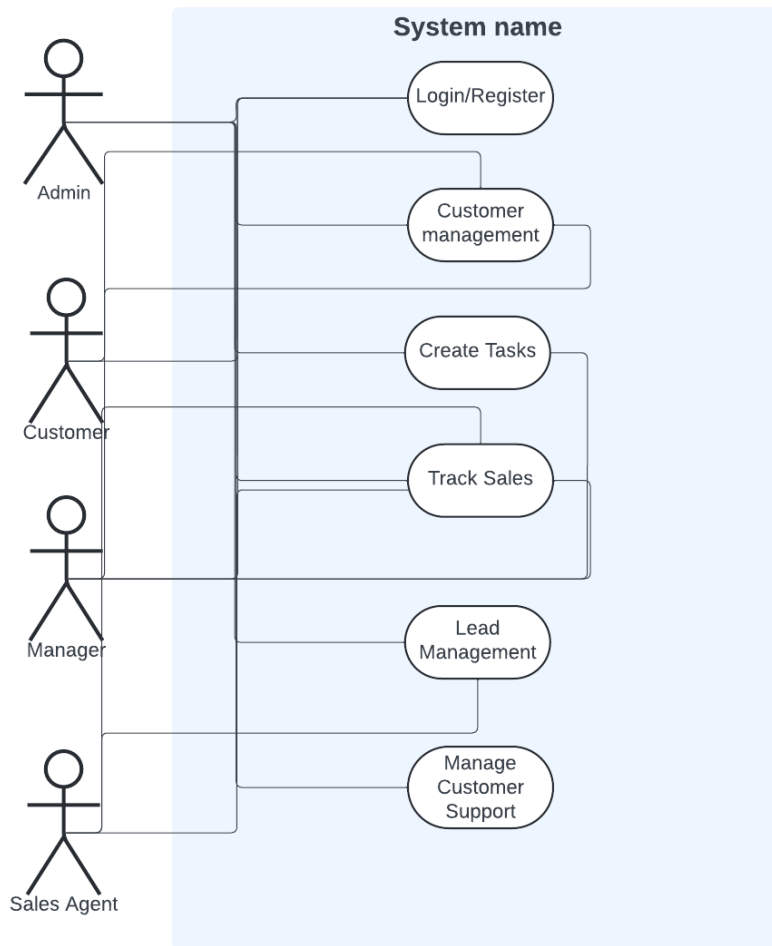 System name
Login/Register
Admin
Customer
management
Create Tasks
Customer
Track Sales
Lead
Management
Manager
Manage
Customer
Support
Sales Agent